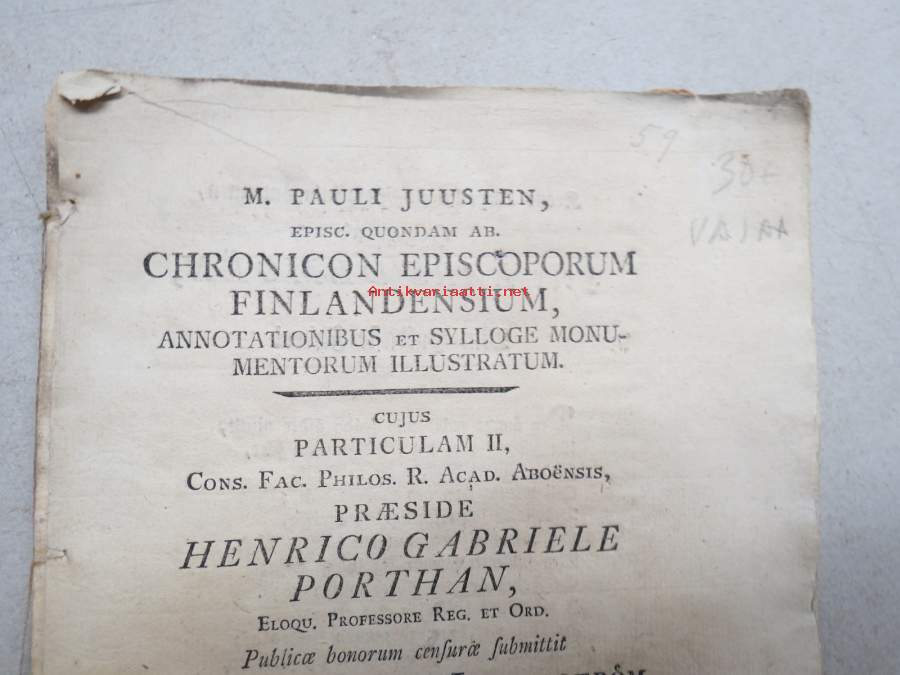 59
30+
VAJAA
M. PAULI JUUSTEN,
EPISC. QUONDAM AB.
CHRONICON EPISCOPORUM
Antikvariaatti.net
FINLANDENSIUM,
ANNOTATIONIBUS ET SYLLOGE MONU-
MENTORUM ILLUSTRATUM.
CUJUS
PARTICULAM II,
CONS. FAC. PHILOS. R. ACAD. ABOËNSIS,
PRÆSIDE
HENRICO GABRIELE
PORTHAN,
ELOQU. PROFESSORE REG. ET ORD.
Publicæ bonorum cenſuræ ſubmittit